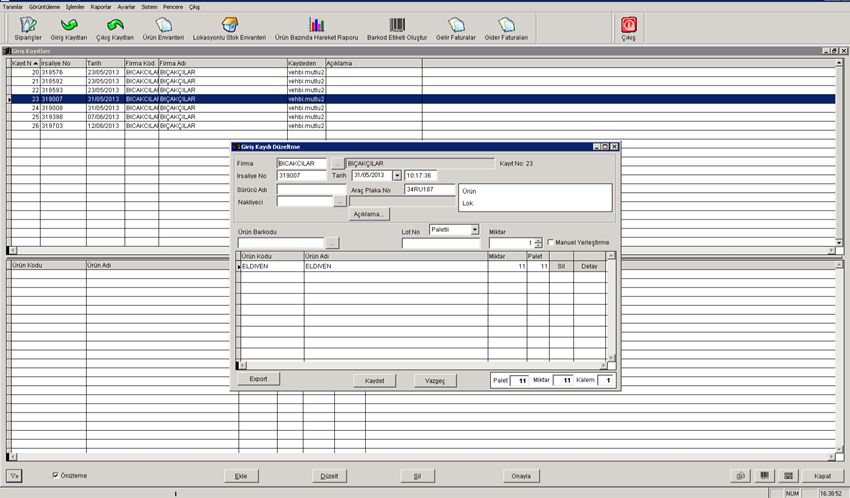 Tanımlar Görüntüleme İşlemler Raporlar Ayarlar Sistem Pencere Çıkış
Siparişler Giriş Kayıtları Çıkış Kayıtları Ürün Envanteri Lokasyonlu Stok Envanteri Ürün Bazında Hareket Raporu Barkod Etiketi Oluştur Gelir Faturalar Gider Faturaları Çıkış
Giriş Kayıtları
Kayıt N İrsaliye No Tarih Firma Kod Firma Adı Kaydeden Açıklama
20 318576 23/05/2013 BICAKCILAR BIÇAKÇILAR vehbi.mutlu2
21 318592 23/05/2013 BICAKCILAR BIÇAKÇILAR vehbi.mutlu2
22 318593 23/05/2013 BICAKCILAR BIÇAKÇILAR vehbi.mutlu2
23 319007 31/05/2013 BICAKCILAR BIÇAKÇILAR vehbi.mutlu2
24 319008 31/05/2013 BICAKCILAR BIÇAKÇILAR vehbi.mutlu2
25 319398 07/06/2013 BICAKCILAR BIÇAKÇILAR vehbi.mutlu2
26 319703 12/06/2013 BICAKCILAR BIÇAKÇILAR vehbi.mutlu2
Giriş Kaydı Düzeltme
Firma BICAKCILAR ... BIÇAKÇILAR Kayıt No: 23
İrsaliye No 319007 Tarih 31/05/2013 10:17:36
Sürücü Adı Araç Plaka No 34RU187 Ürün
Nakliyeci ... Lok
Açıklama...
Ürün Barkodu Lot No Paletli Miktar
... 1 Manuel Yerleştirme
Ürün Kodu Ürün Adı Miktar Palet
ELDIVEN ELDIVEN 11 11 Sil Detay
Export Kaydet Vazgeç Palet 11 Miktar 11 Kalem 1
Ürün Kodu Ürün Adı
Önizleme Ekle Düzelt Sil Onayla Kapat
NUM 16:38:52